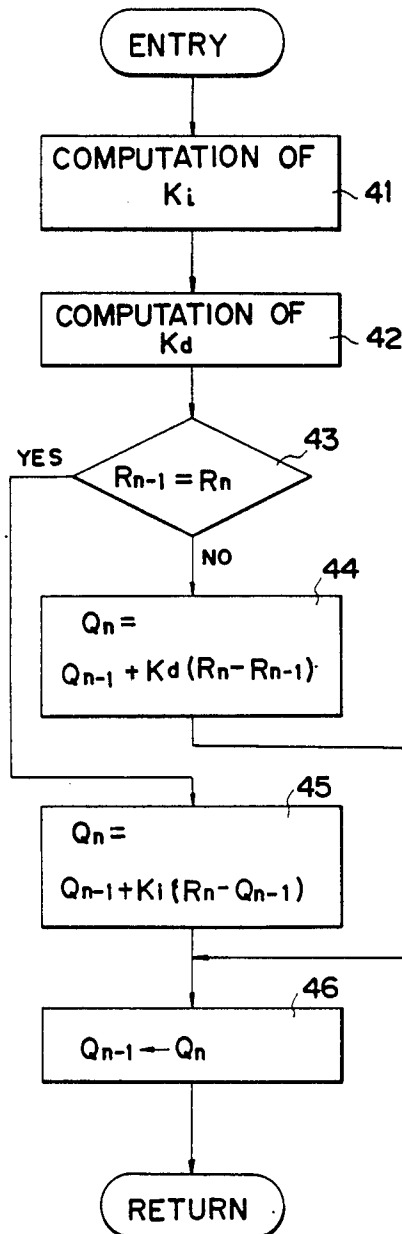 ENTRY
COMPUTATION OF
Ki
41
COMPUTATION OF
Kd
42
43
YES
Rn-1 = Rn
NO
44
Qn =
Qn-1 + Kd (Rn - Rn-1)
45
Qn =
Qn-1 + Ki (Rn - Qn-1)
46
Qn-1 ← Qn
RETURN